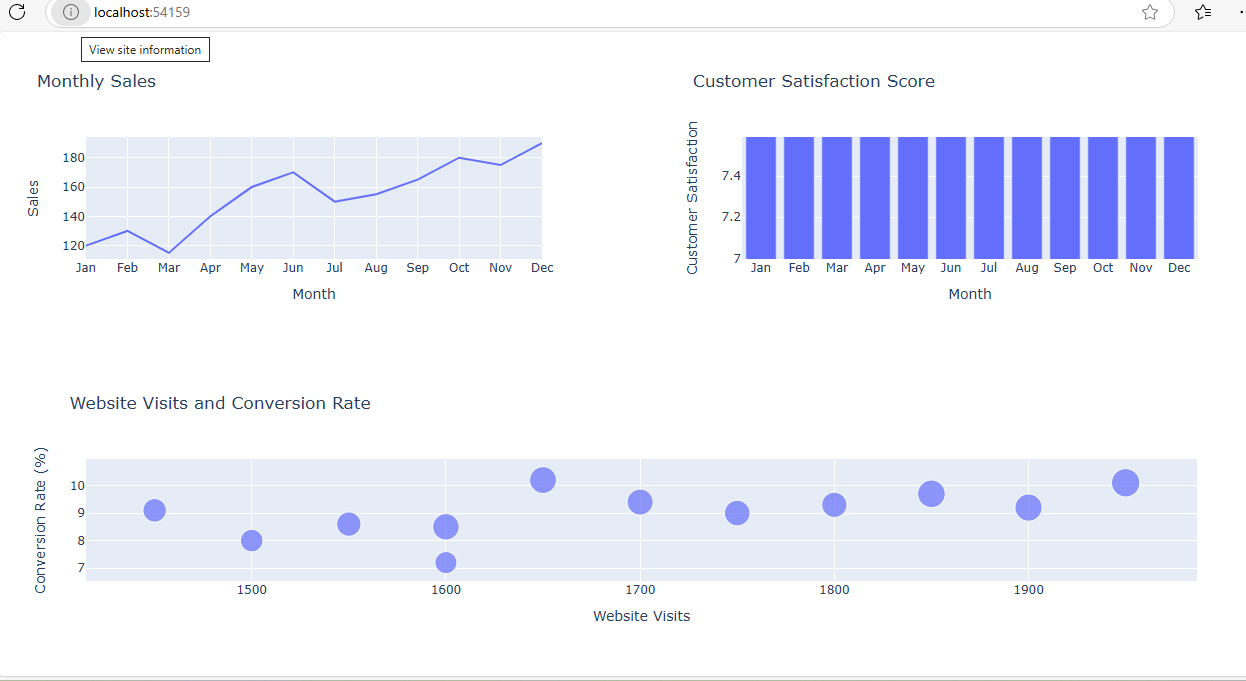 localhost:54159
View site information
Monthly Sales
Customer Satisfaction Score
Sales
180
160
140
120
Jan Feb Mar Apr May Jun Jul Aug Sep Oct Nov Dec
Month
Customer Satisfaction
7.4
7.2
7
Jan Feb Mar Apr May Jun Jul Aug Sep Oct Nov Dec
Month
Website Visits and Conversion Rate
Conversion Rate (%)
10
9
8
7
1500 1600 1700 1800 1900
Website Visits